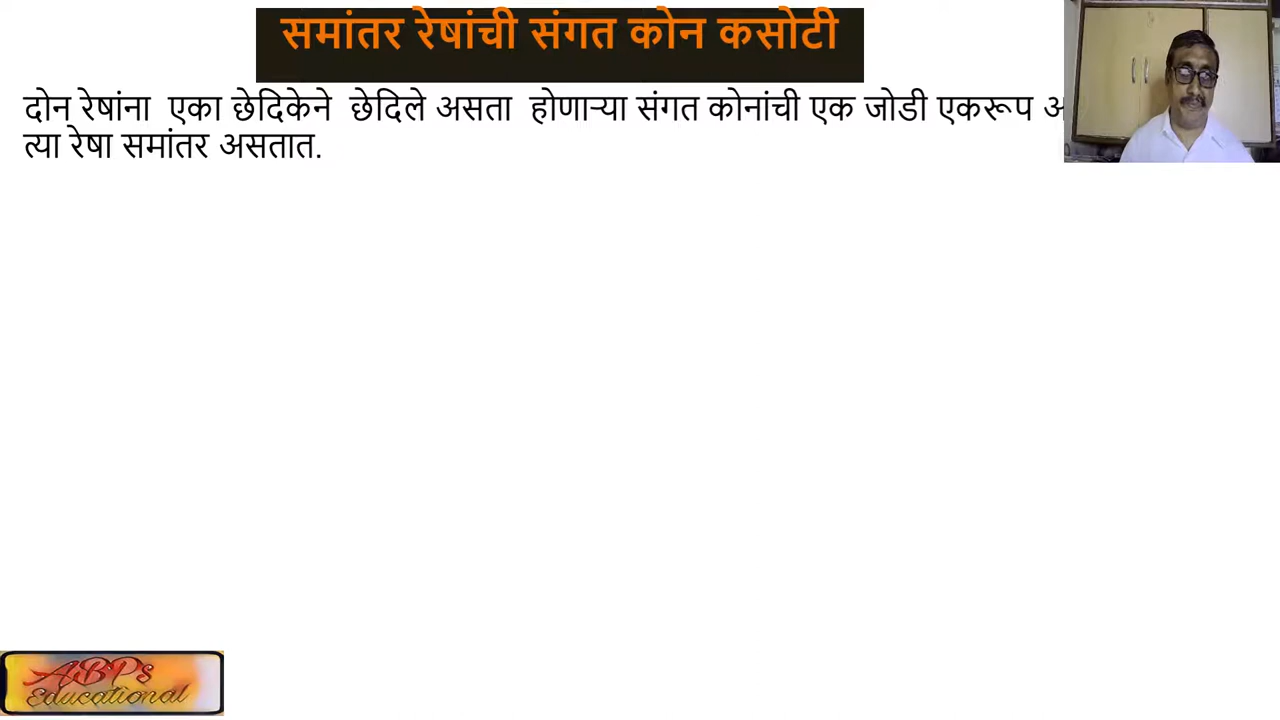 समांतर रेषांची संगत कोन कसोटी
दोन रेषांना एका छेदिकेने छेदिले असता होणाऱ्या संगत कोनांची एक जोडी एकरूप
त्या रेषा समांतर असतात.
ABPs
Educational